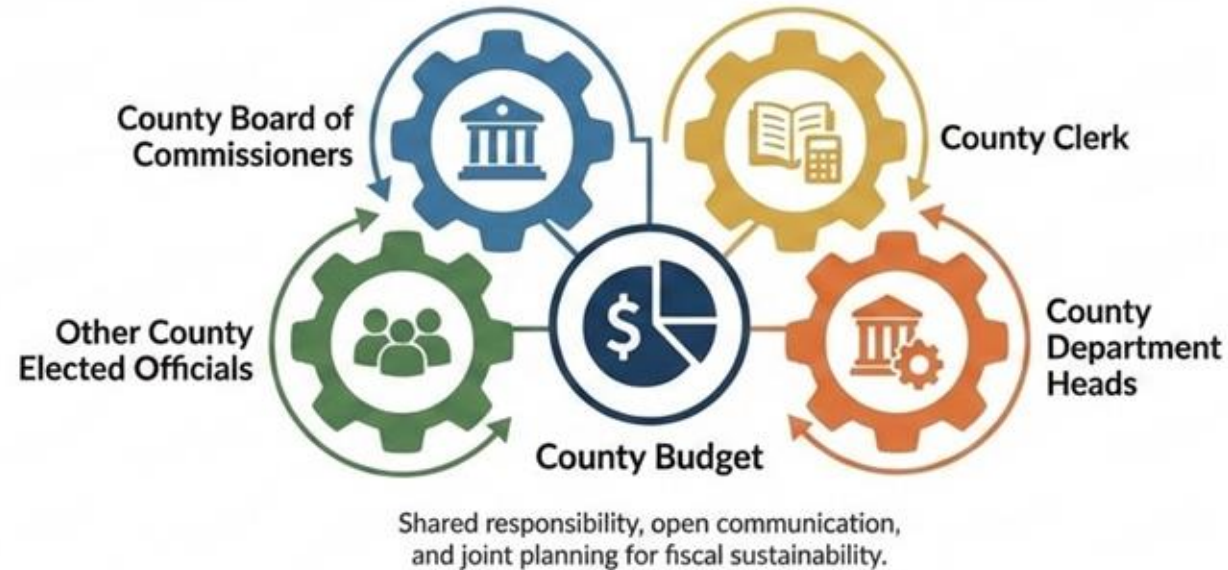 County Board of
Commissioners
County Clerk
Other County
Elected Officials
$
County
Department
Heads
County Budget
Shared responsibility, open communication,
and joint planning for fiscal sustainability.